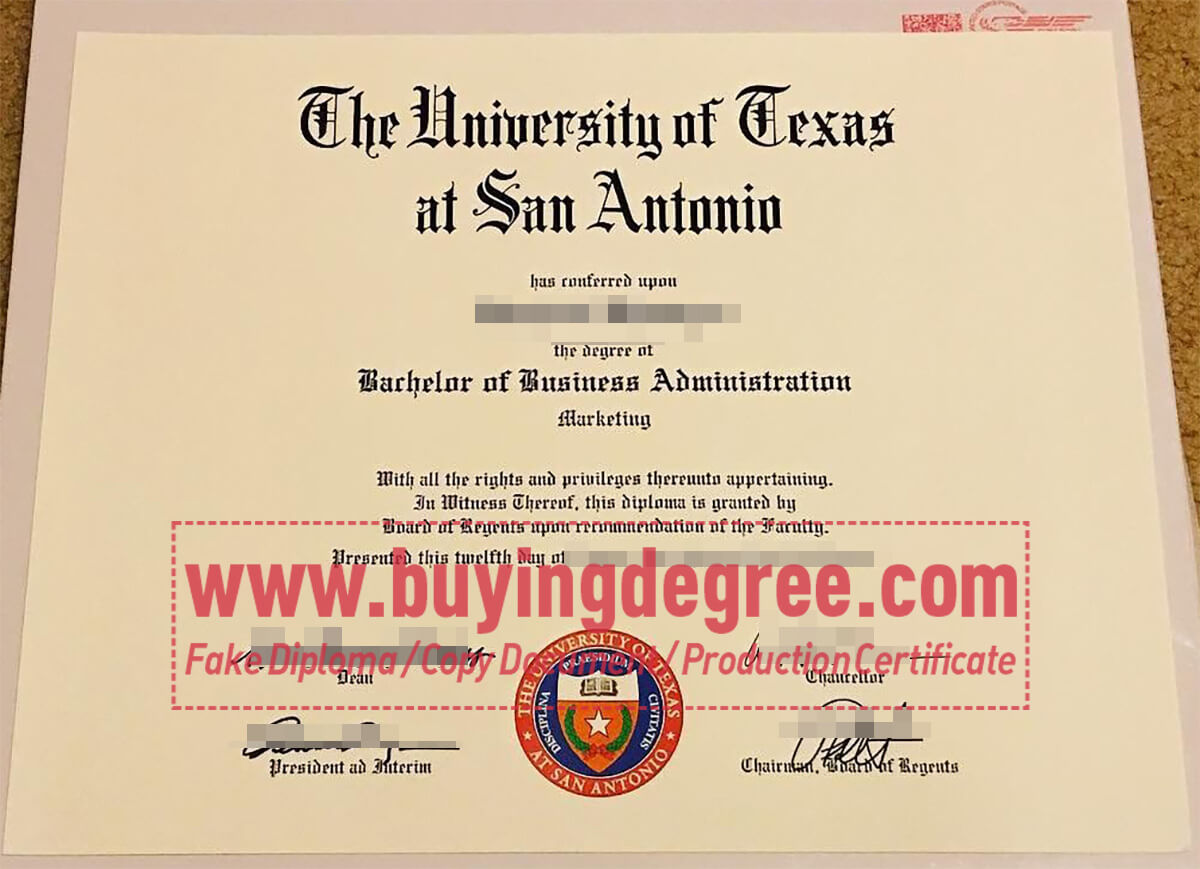 The University of Texas
at San Antonio
has conferred upon
the degree of
Bachelor of Business Administration
Marketing
With all the rights and privileges thereunto appertaining.
In Witness Thereof, this diploma is granted by
Board of Regents upon recommendation of the Faculty.
Presented this twelfth day of
www.buyingdegree.com
Fake Diploma / Copy Document / Production Certificate
Dean
Chancellor
THE UNIVERSITY OF TEXAS
PRAESIDIUM
DISCIPLINA
CIVITATIS
AT SAN ANTONIO
President ad Interim
Chairman, Board of Regents